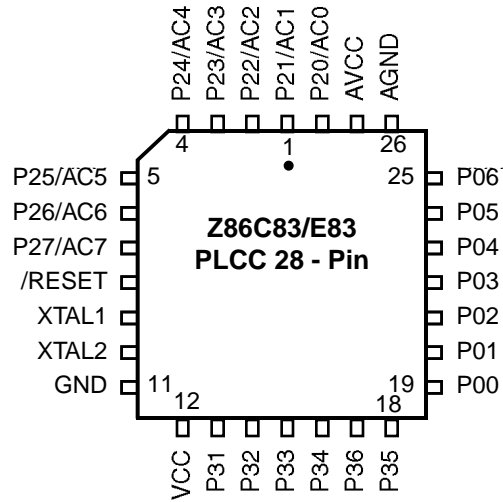 P24/AC4
P23/AC3
P22/AC2
P21/AC1
P20/AC0
AVCC
AGND
4
1
26
P25/AC5
5
25
P06
P26/AC6
P05
P27/AC7
P04
/RESET
P03
XTAL1
P02
XTAL2
P01
GND
11
19
P00
Z86C83/E83
PLCC 28 - Pin
12
18
VCC
P31
P32
P33
P34
P36
P35